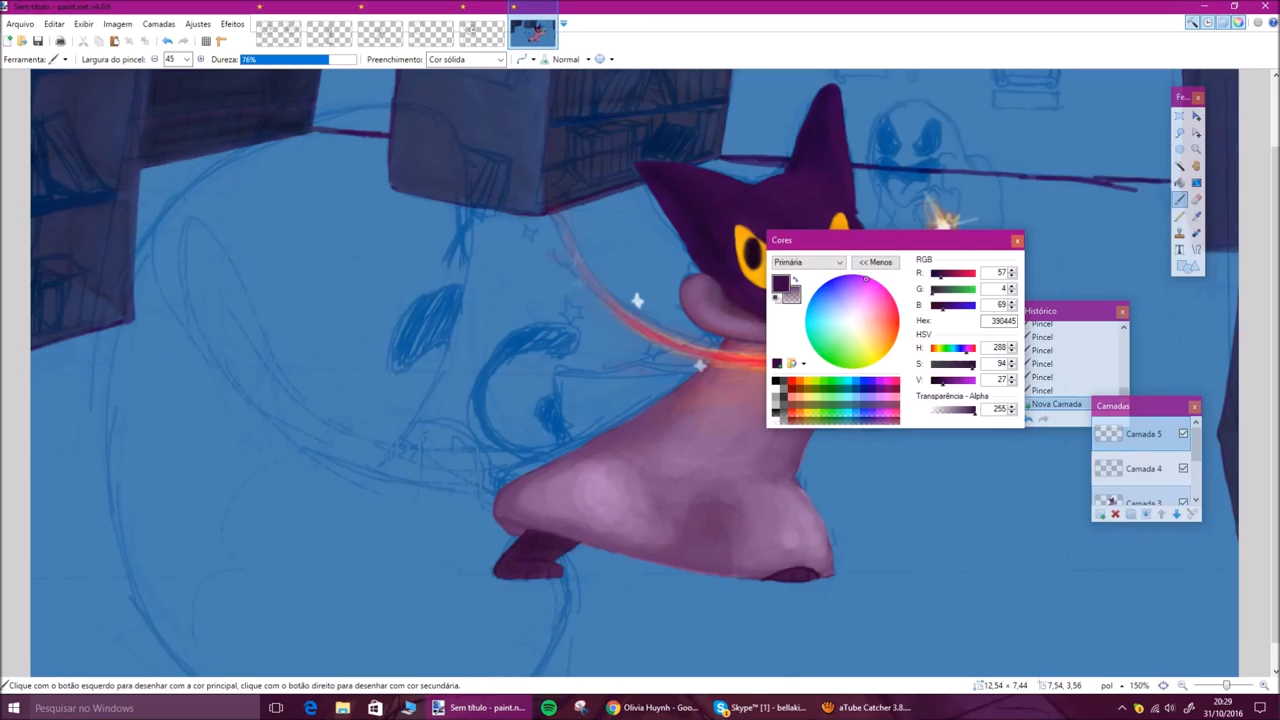 Sem título - paint.net v4.0.6
Arquivo Editar Exibir Imagem Camadas Ajustes Efeitos
Ferramenta: Largura do pincel: 45 Dureza: 76% Preenchimento: Cor sólida Normal
Fe...
Cores
Primária << Menos
RGB
R: 57
G: 4
B: 69
Hex: 390445
HSV
H: 288
S: 94
V: 27
Transparência - Alpha
255
Histórico
Pincel
Pincel
Pincel
Pincel
Pincel
Pincel
Nova Camada
Camadas
Camada 5
Camada 4
Camada 3
Clique com o botão esquerdo para desenhar com a cor principal, clique com o botão direito para desenhar com cor secundária.
12,54 × 7,44 7,54, 3,56 pol 150%
Pesquisar no Windows
Sem título - paint.n...
Olivia Huynh - Goo...
Skype™ [1] - bellaki...
aTube Catcher 3.8....
20:29
31/10/2016